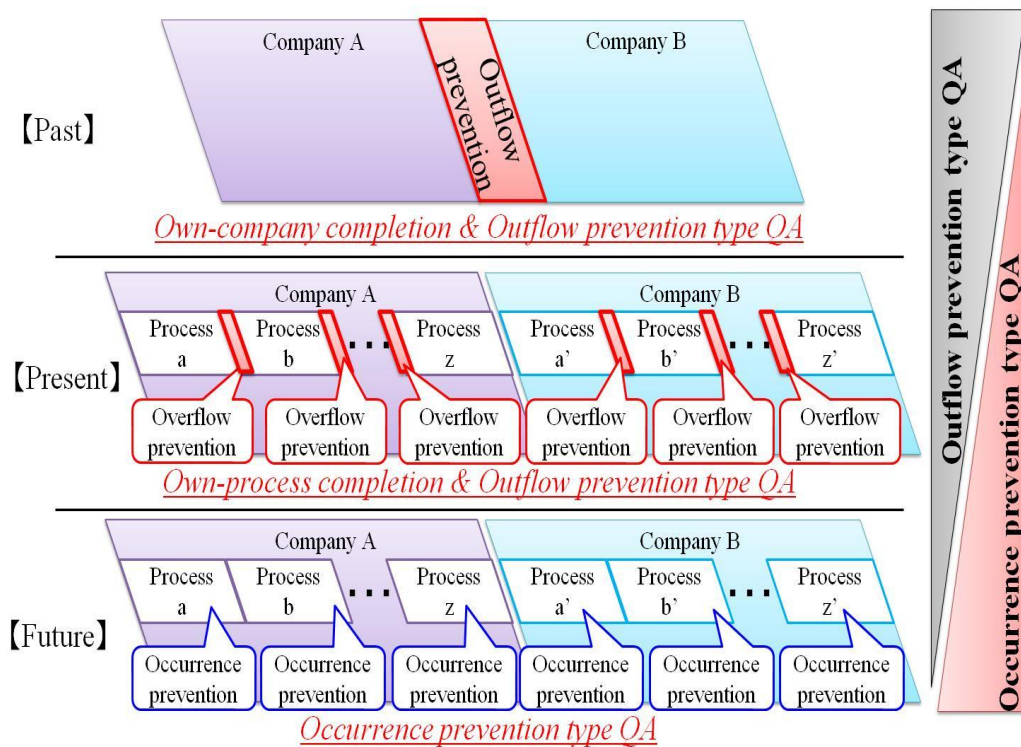 Company A
Company B
Outflow
prevention
【Past】
Own-company completion & Outflow prevention type QA
Company A
Company B
Process
a
Process
b
...
Process
z
Process
a’
Process
b’
...
Process
z’
【Present】
Overflow
prevention
Overflow
prevention
Overflow
prevention
Overflow
prevention
Overflow
prevention
Overflow
prevention
Own-process completion & Outflow prevention type QA
Company A
Company B
Process
a
Process
b
...
Process
z
Process
a’
Process
b’
...
Process
z’
【Future】
Occurrence
prevention
Occurrence
prevention
Occurrence
prevention
Occurrence
prevention
Occurrence
prevention
Occurrence
prevention
Occurrence prevention type QA
Outflow prevention type QA
Occurrence prevention type QA